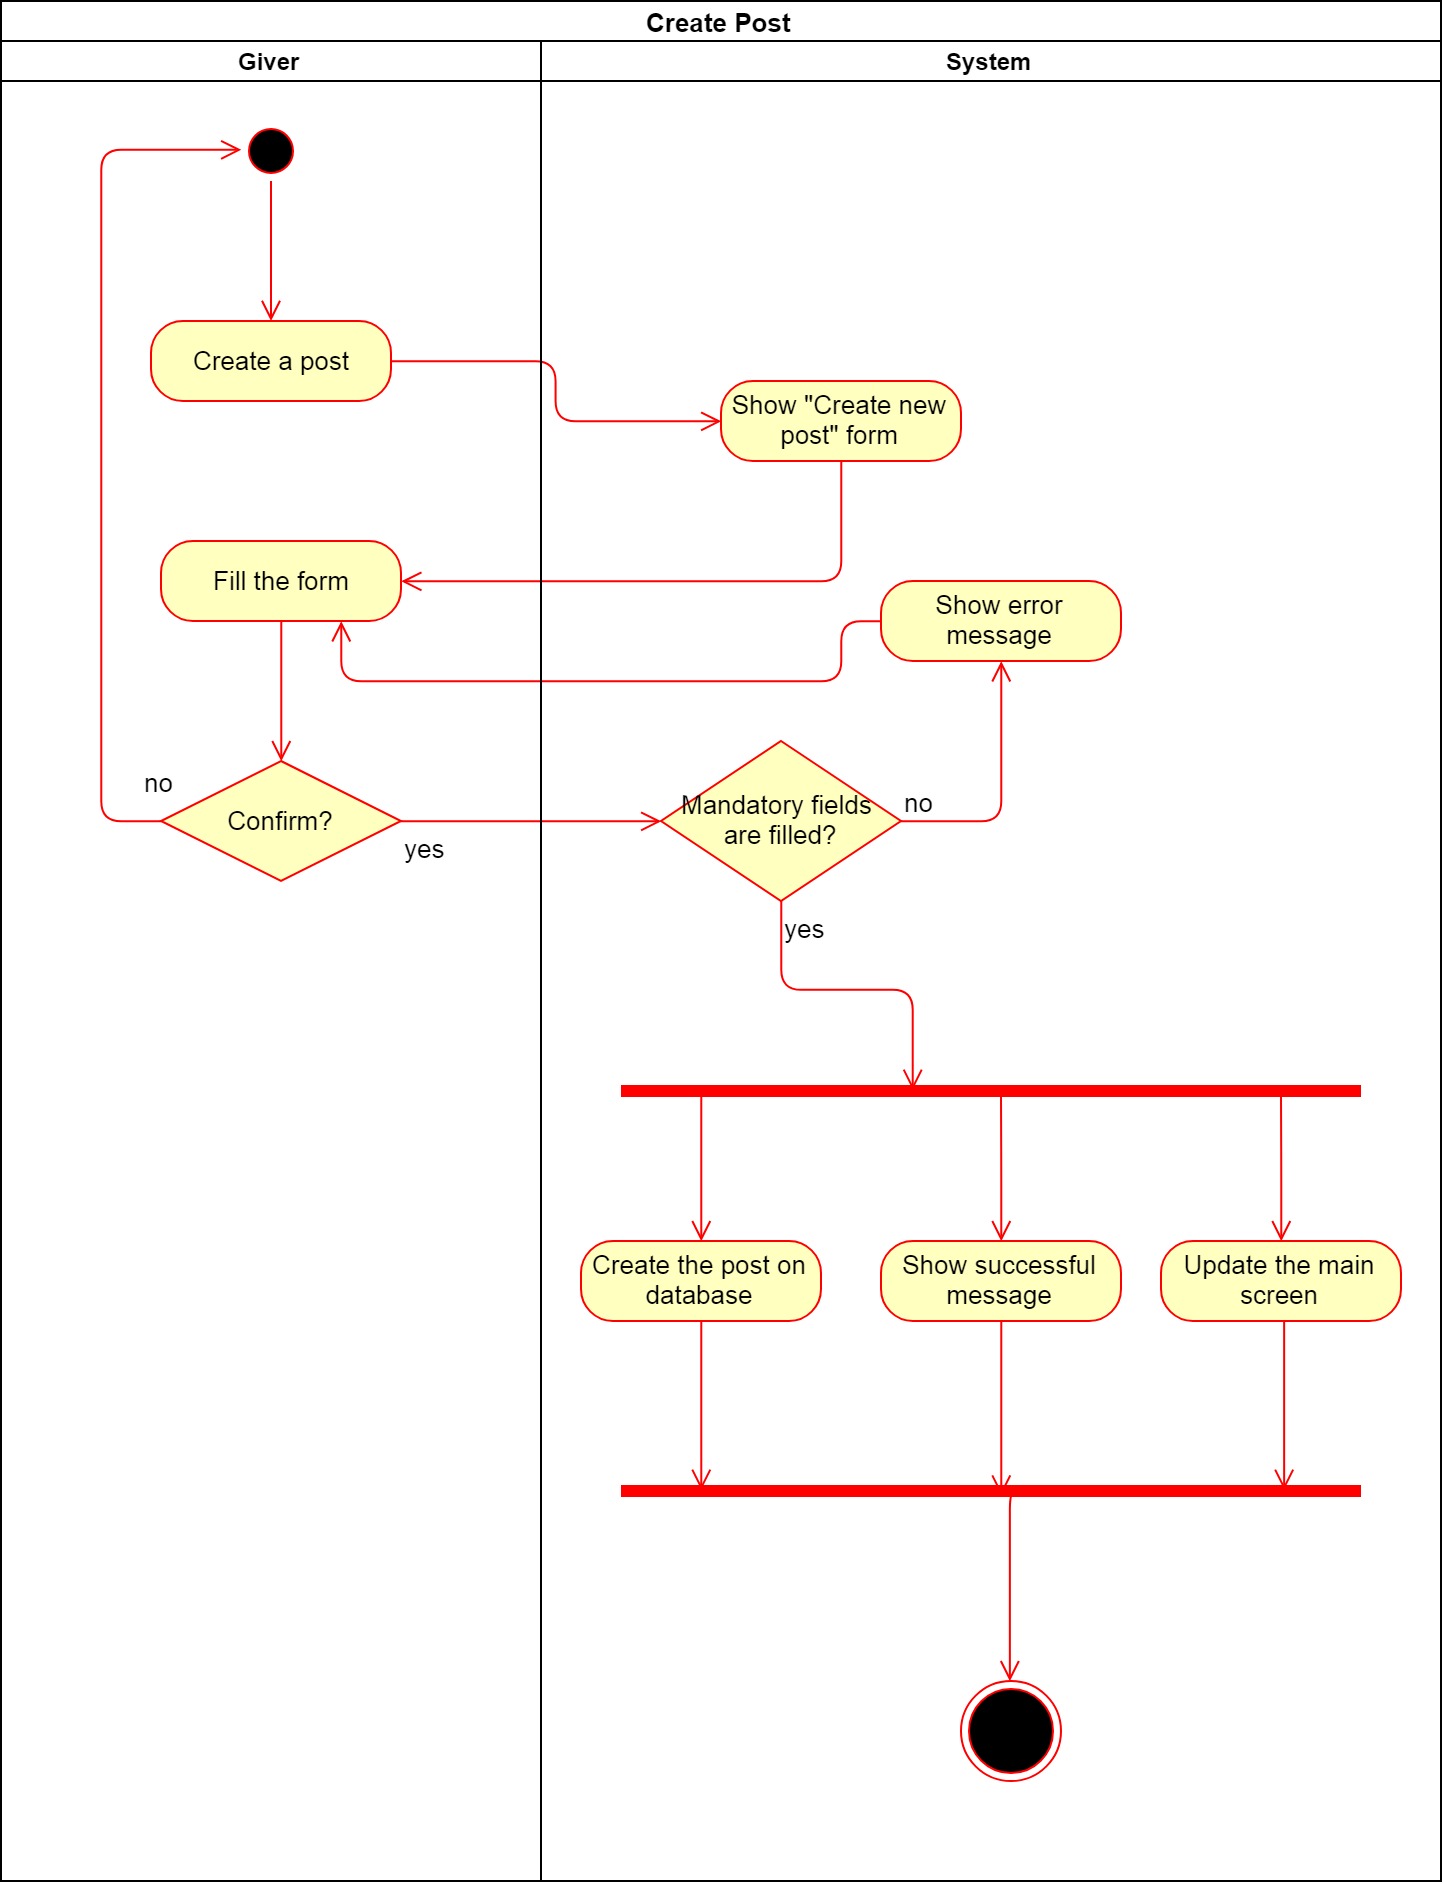 Create Post
Giver
System
Create a post
Show "Create new
post" form
Fill the form
Show error
message
no
Confirm?
yes
Mandatory fields
are filled?
no
yes
Create the post on
database
Show successful
message
Update the main
screen